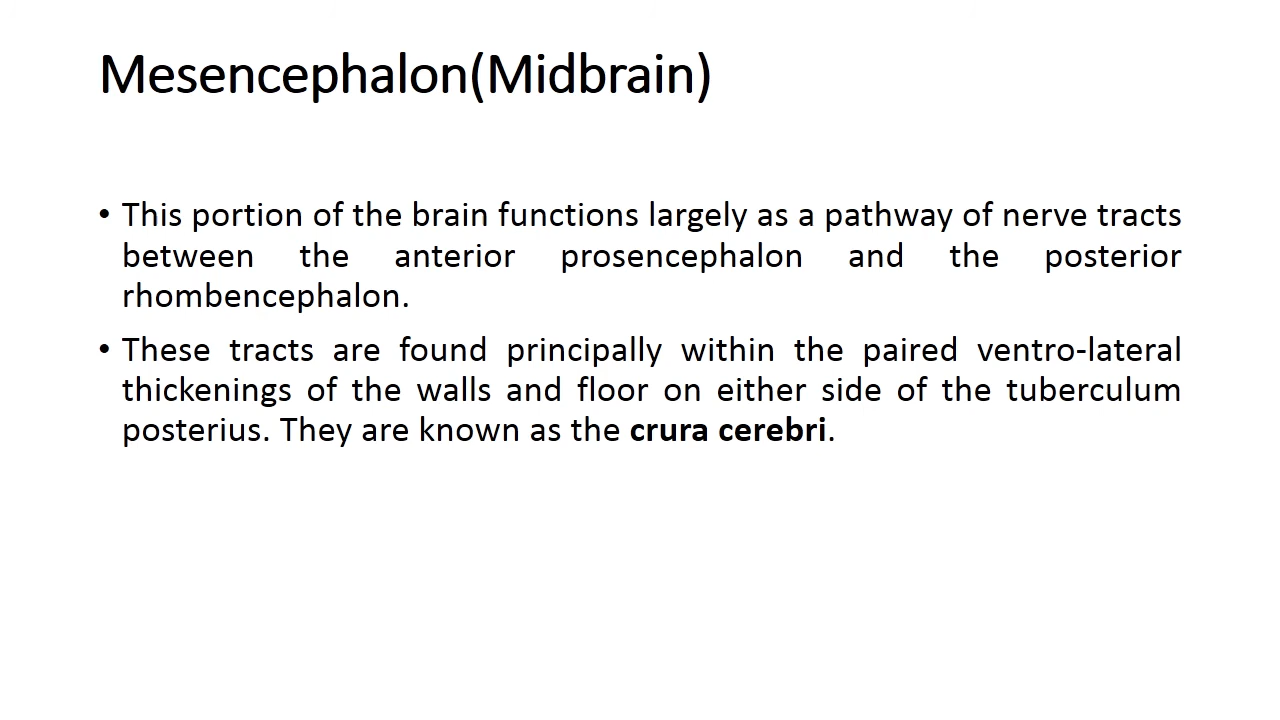 Mesencephalon(Midbrain)
• This portion of the brain functions largely as a pathway of nerve tracts
between the anterior prosencephalon and the posterior
rhombencephalon.
• These tracts are found principally within the paired ventro-lateral
thickenings of the walls and floor on either side of the tuberculum
posterius. They are known as the crura cerebri.